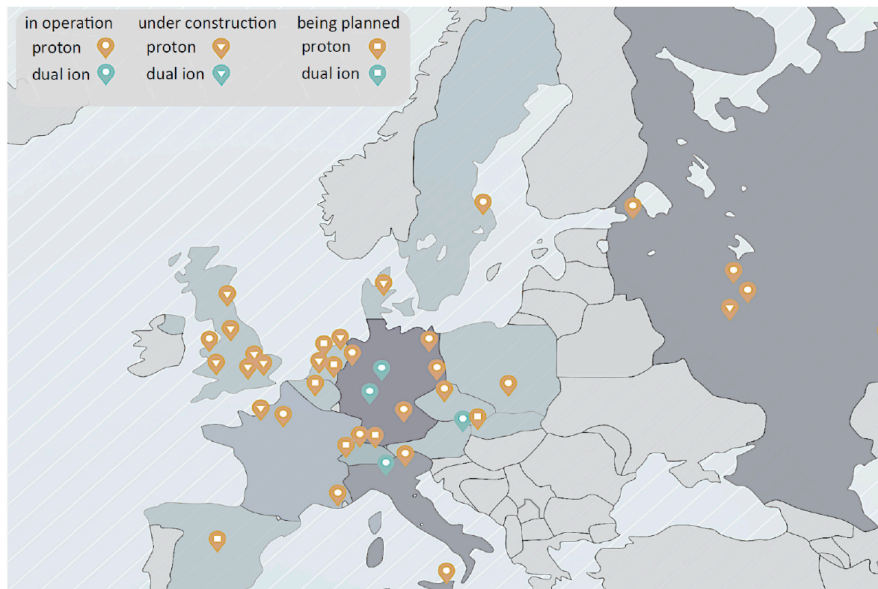 in operation under construction being planned
proton proton proton
dual ion dual ion dual ion